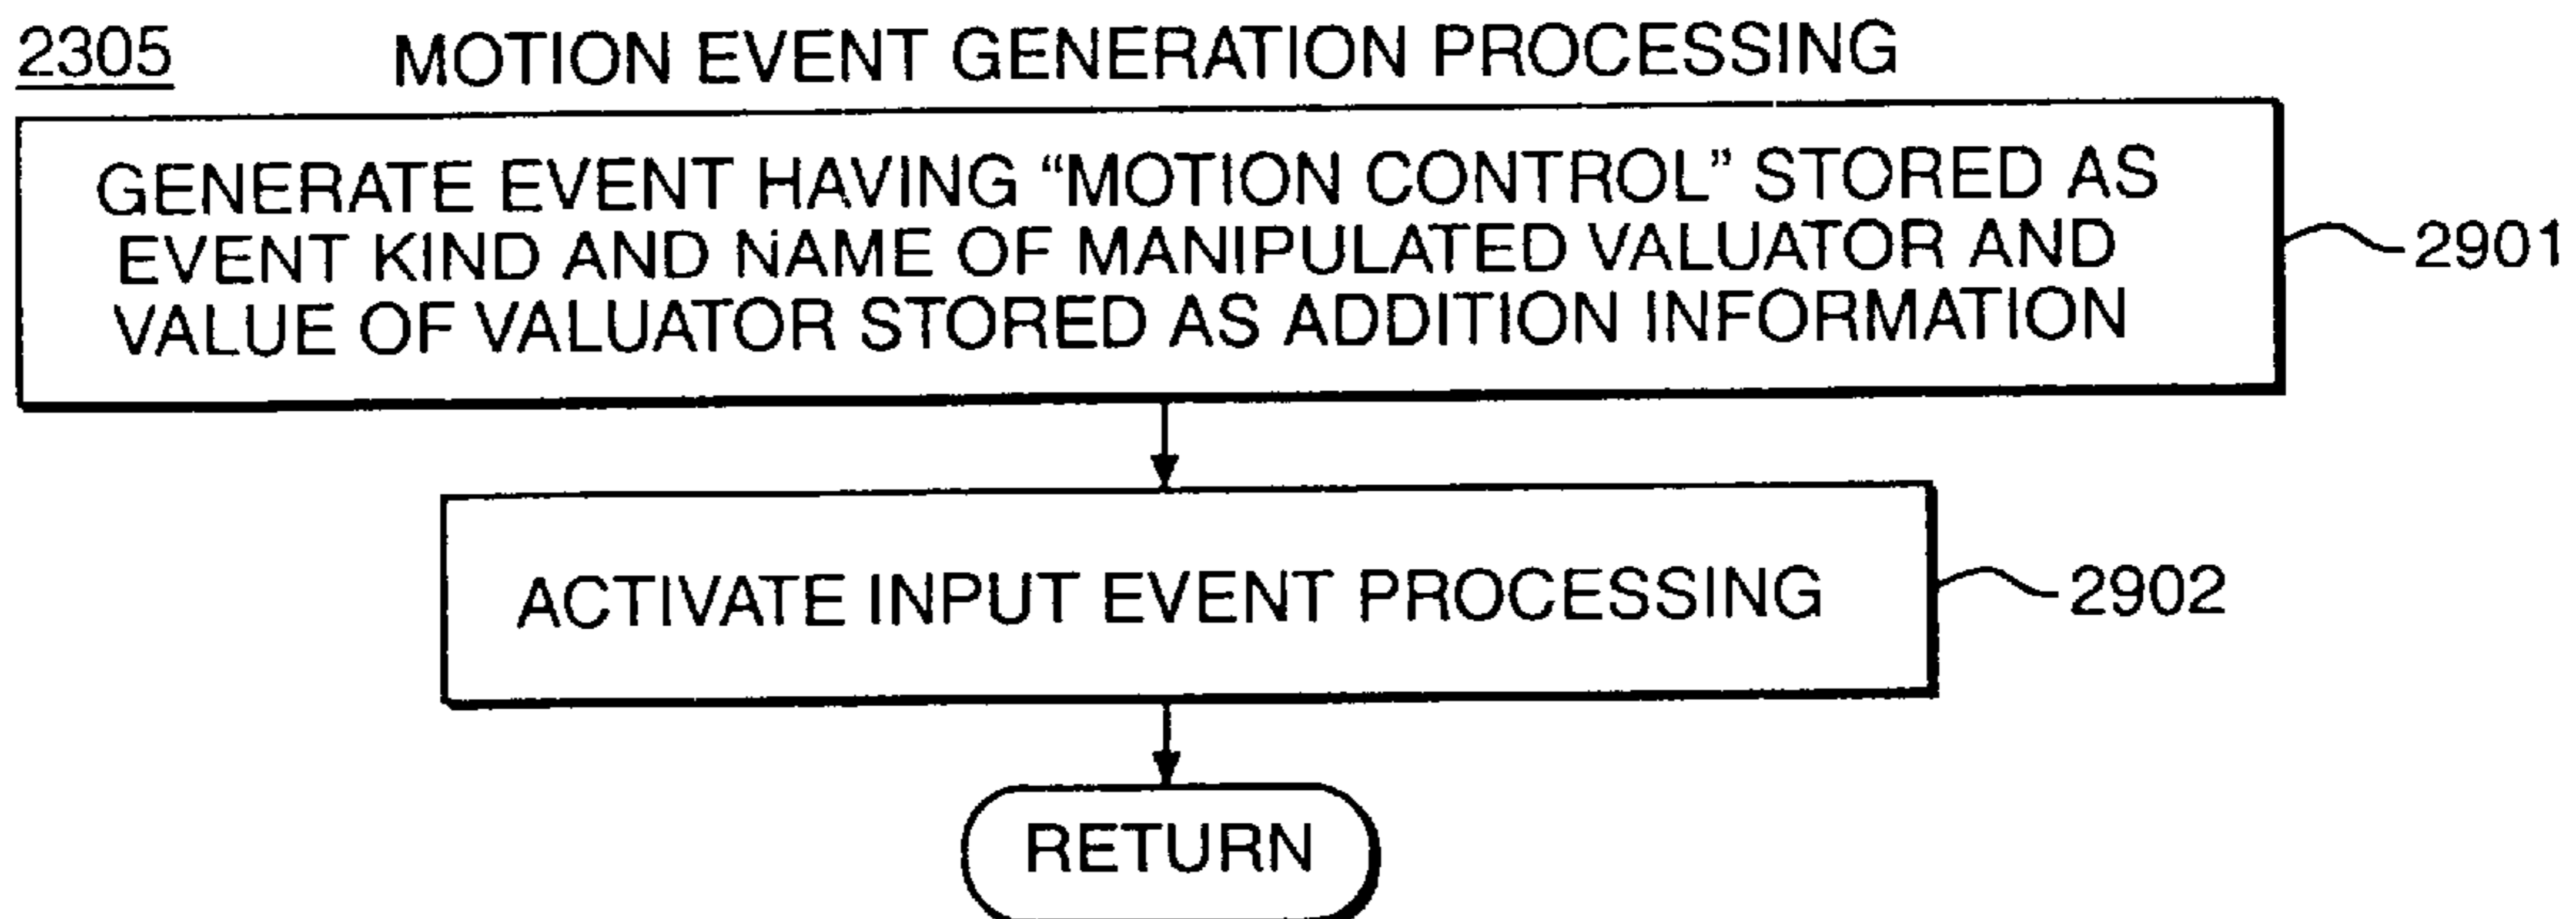 2305 MOTION EVENT GENERATION PROCESSING
GENERATE EVENT HAVING “MOTION CONTROL” STORED AS
EVENT KIND AND NAME OF MANIPULATED VALUATOR AND
VALUE OF VALUATOR STORED AS ADDITION INFORMATION
2901
ACTIVATE INPUT EVENT PROCESSING
2902
RETURN